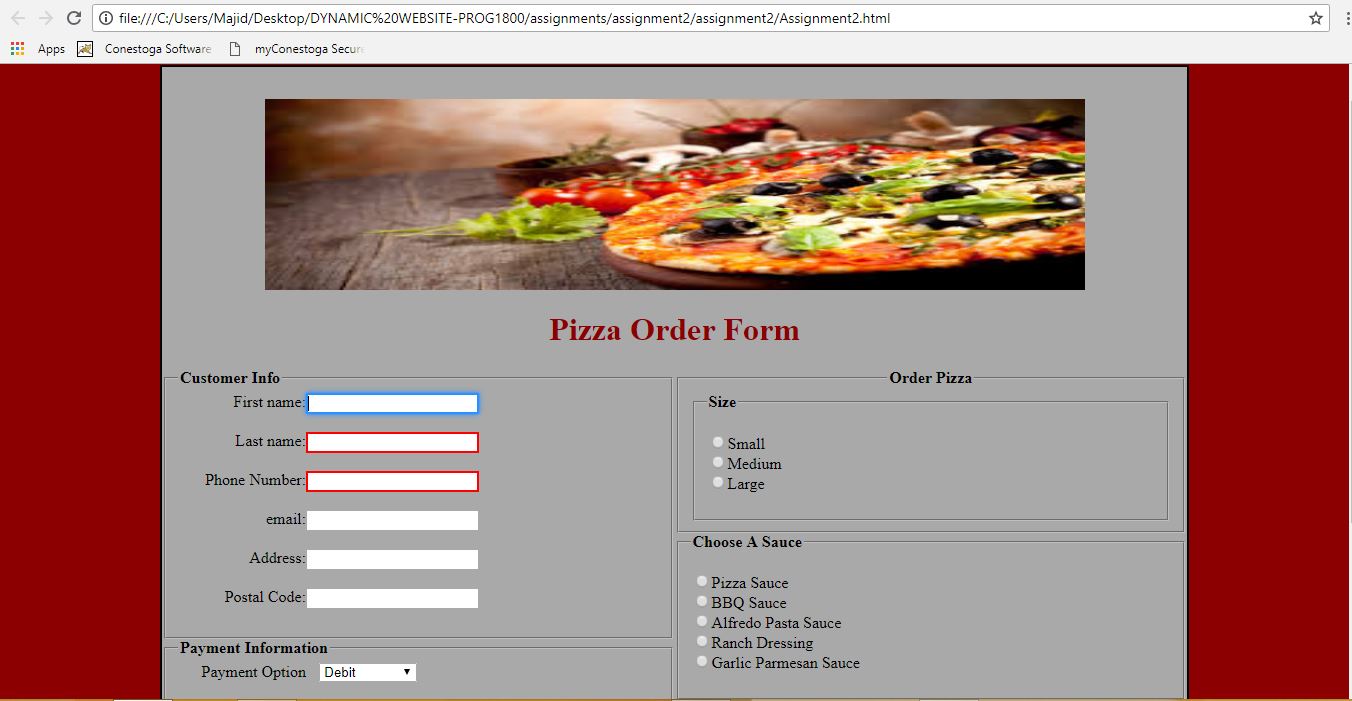 file:///C:/Users/Majid/Desktop/DYNAMIC%20WEBSITE-PROG1800/assignments/assignment2/assignment2/Assignment2.html
Apps Conestoga Software myConestoga Secure
Pizza Order Form
Customer Info
First name:
Last name:
Phone Number:
email:
Address:
Postal Code:
Payment Information
Payment Option Debit
Order Pizza
Size
Small
Medium
Large
Choose A Sauce
Pizza Sauce
BBQ Sauce
Alfredo Pasta Sauce
Ranch Dressing
Garlic Parmesan Sauce